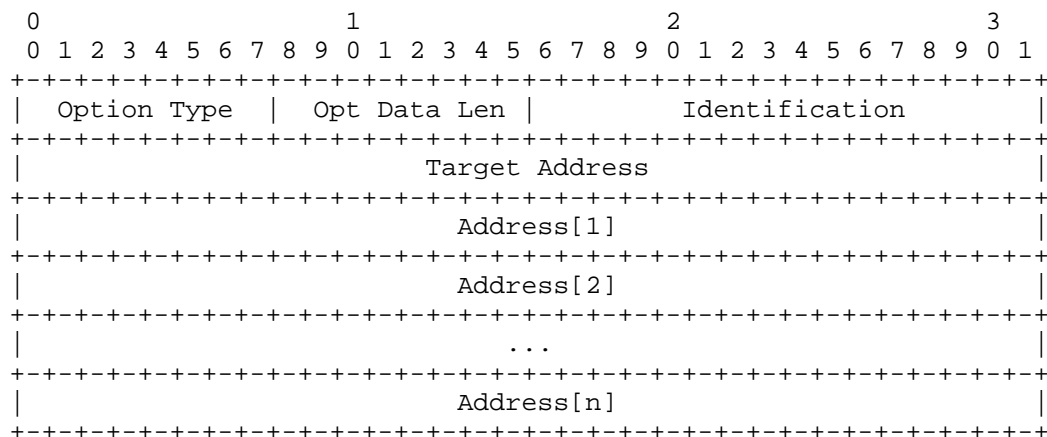 0                   1                   2                   3
 0 1 2 3 4 5 6 7 8 9 0 1 2 3 4 5 6 7 8 9 0 1 2 3 4 5 6 7 8 9 0 1
+-+-+-+-+-+-+-+-+-+-+-+-+-+-+-+-+-+-+-+-+-+-+-+-+-+-+-+-+-+-+-+-+
|  Option Type  |  Opt Data Len |         Identification        |
+-+-+-+-+-+-+-+-+-+-+-+-+-+-+-+-+-+-+-+-+-+-+-+-+-+-+-+-+-+-+-+-+
|                         Target Address                        |
+-+-+-+-+-+-+-+-+-+-+-+-+-+-+-+-+-+-+-+-+-+-+-+-+-+-+-+-+-+-+-+-+
|                           Address[1]                          |
+-+-+-+-+-+-+-+-+-+-+-+-+-+-+-+-+-+-+-+-+-+-+-+-+-+-+-+-+-+-+-+-+
|                           Address[2]                          |
+-+-+-+-+-+-+-+-+-+-+-+-+-+-+-+-+-+-+-+-+-+-+-+-+-+-+-+-+-+-+-+-+
|                              ...                              |
+-+-+-+-+-+-+-+-+-+-+-+-+-+-+-+-+-+-+-+-+-+-+-+-+-+-+-+-+-+-+-+-+
|                           Address[n]                          |
+-+-+-+-+-+-+-+-+-+-+-+-+-+-+-+-+-+-+-+-+-+-+-+-+-+-+-+-+-+-+-+-+